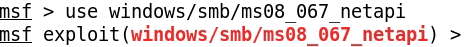 msf > use windows/smb/ms08_067_netapi
msf exploit(windows/smb/ms08_067_netapi) >